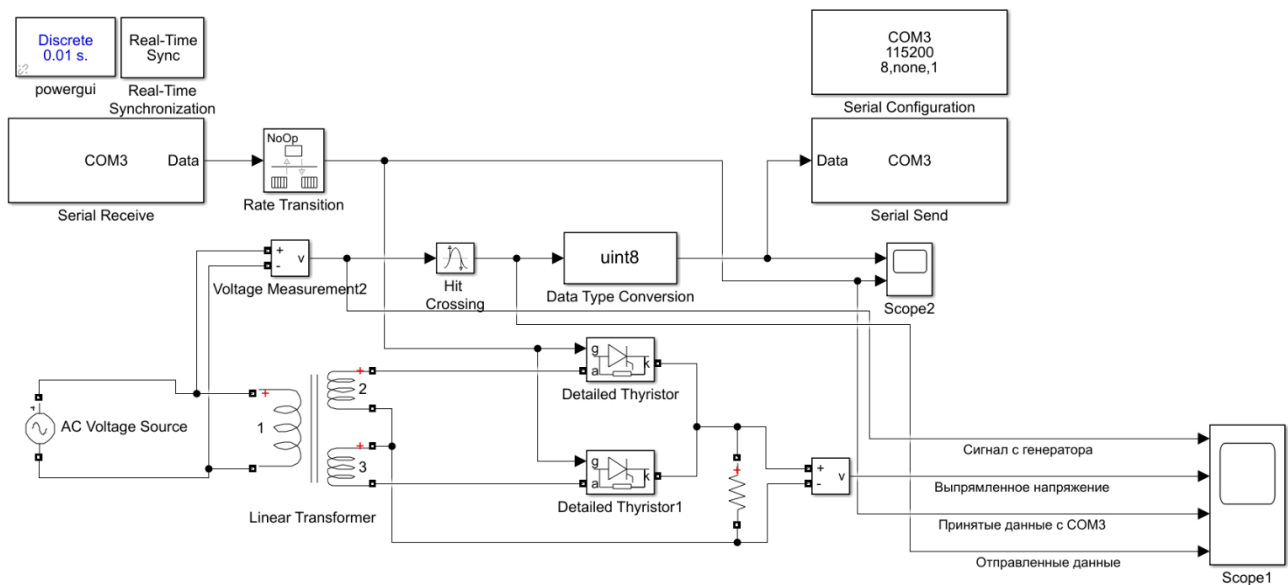 Discrete
0.01 s.
powergui
Real-Time
Sync
Real-Time
Synchronization
COM3
115200
8,none,1
Serial Configuration
COM3
Data
Serial Receive
NoOp
Rate Transition
Data
COM3
Serial Send
+
-
v
Voltage Measurement2
Hit
Crossing
uint8
Data Type Conversion
Scope2
g
a
k
Detailed Thyristor
AC Voltage Source
+
1
+
2
+
3
Linear Transformer
g
a
k
Detailed Thyristor1
+
+
-
v
Сигнал с генератора
Выпрямленное напряжение
Принятые данные с COM3
Отправленные данные
Scope1